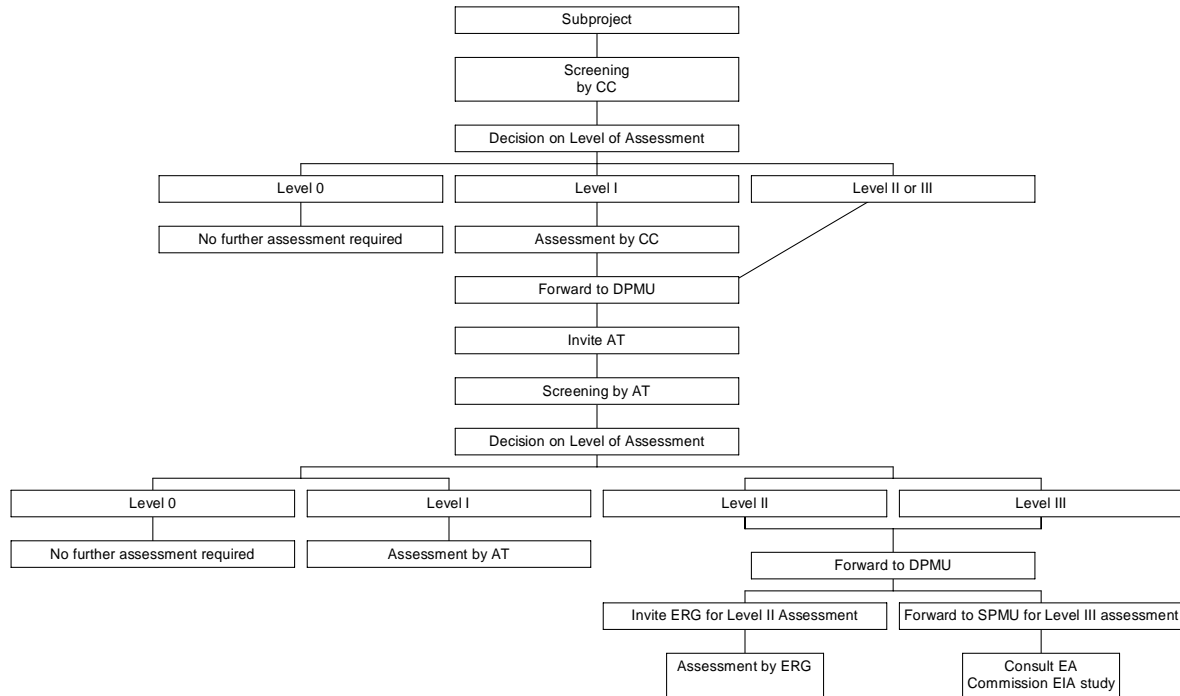 Subproject
Screening
by CC
Decision on Level of Assessment
Level 0
Level I
Level II or III
No further assessment required
Assessment by CC
Forward to DPMU
Invite AT
Screening by AT
Decision on Level of Assessment
Level 0
Level I
Level II
Level III
No further assessment required
Assessment by AT
Forward to DPMU
Invite ERG for Level II Assessment
Forward to SPMU for Level III assessment
Assessment by ERG
Consult EA
Commission EIA study